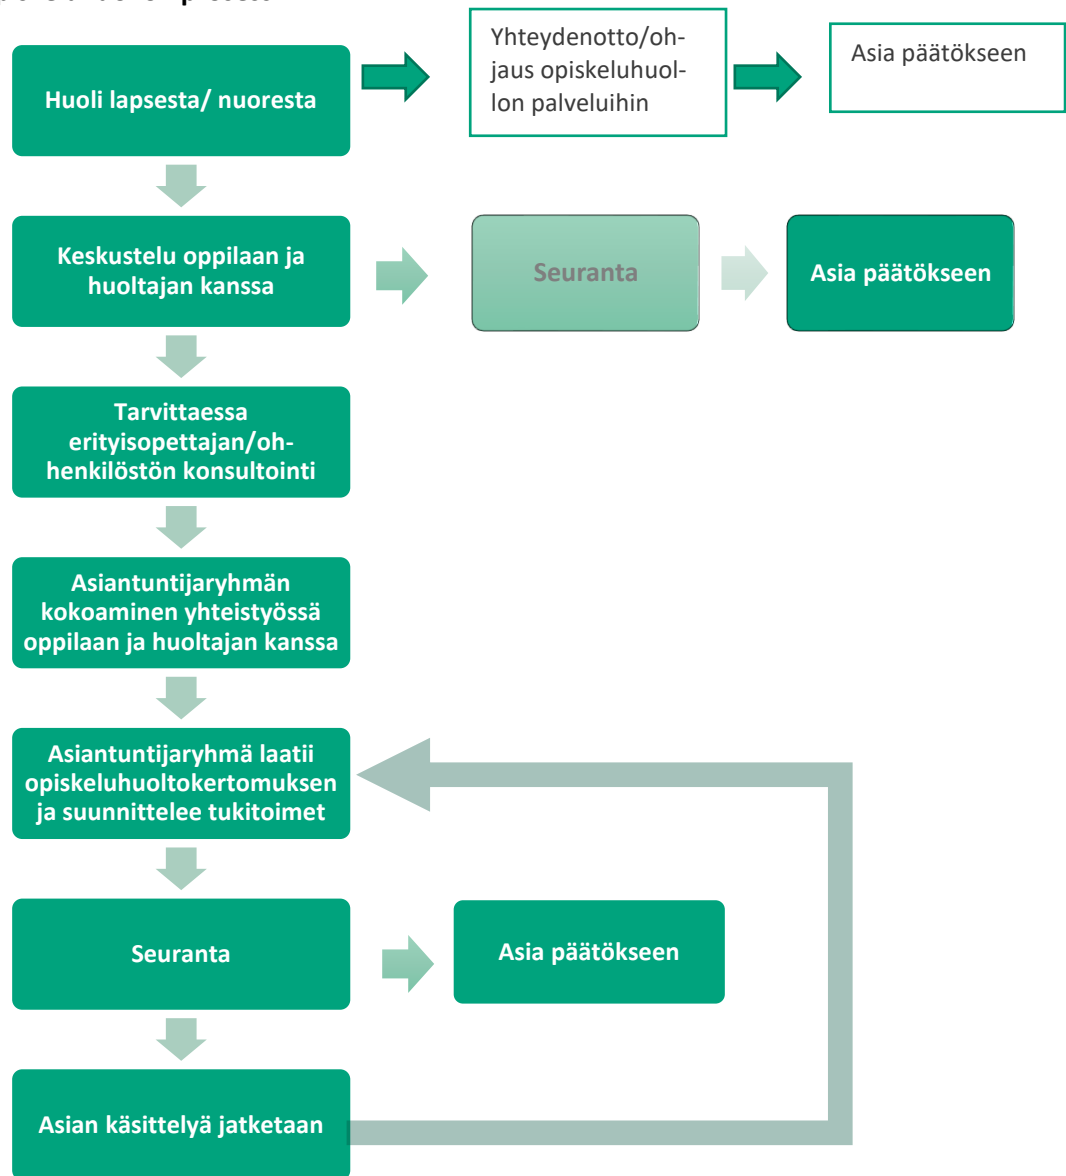 Huoli lapsesta/ nuoresta
Yhteydenotto/oh-
jaus opiskeluhuol-
lon palveluihin
Asia päätökseen
Keskustelu oppilaan ja
huoltajan kanssa
Seuranta
Asia päätökseen
Tarvittaessa
erityisopettajan/oh-
henkilöstön konsultointi
Asiantuntijaryhmän
kokoaminen yhteistyössä
oppilaan ja huoltajan kanssa
Asiantuntijaryhmä laatii
opiskeluhuoltokertomuksen
ja suunnittelee tukitoimet
Seuranta
Asia päätökseen
Asian käsittelyä jatketaan